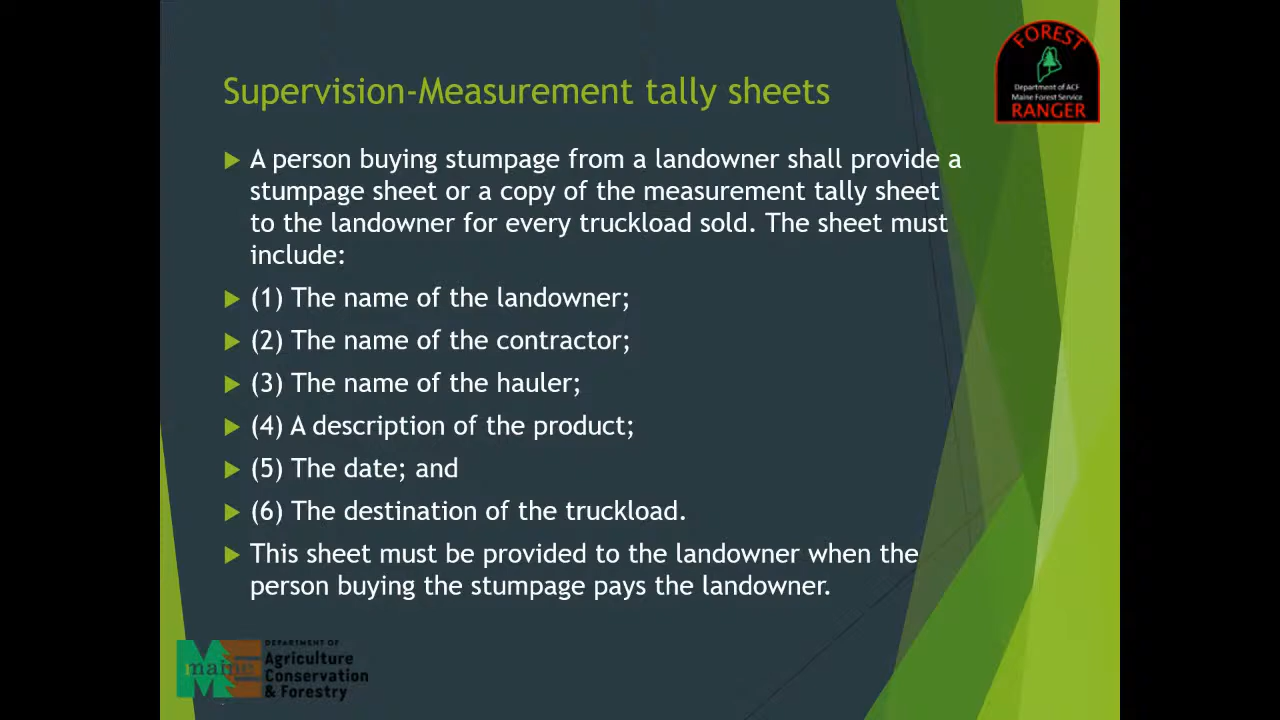 FOREST
Department of ACF
Maine Forest Service
RANGER
Supervision-Measurement tally sheets
A person buying stumpage from a landowner shall provide a
stumpage sheet or a copy of the measurement tally sheet
to the landowner for every truckload sold. The sheet must
include:
(1) The name of the landowner;
(2) The name of the contractor;
(3) The name of the hauler;
(4) A description of the product;
(5) The date; and
(6) The destination of the truckload.
This sheet must be provided to the landowner when the
person buying the stumpage pays the landowner.
ME
maine
DEPARTMENT OF
Agriculture
Conservation
& Forestry